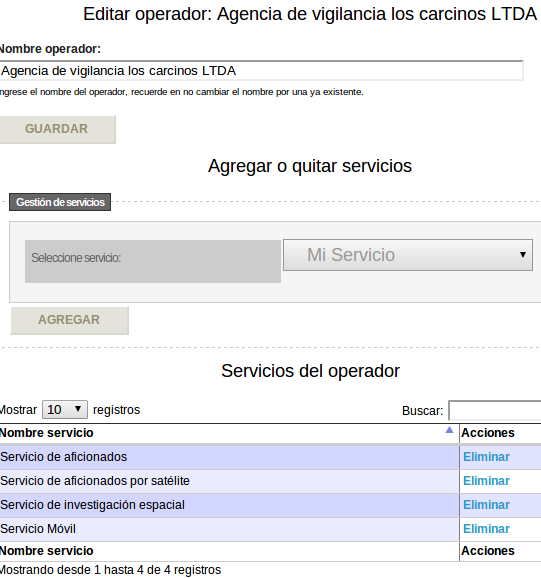 Editar operador: Agencia de vigilancia los carcinos LTDA
Nombre operador:
Agencia de vigilancia los carcinos LTDA
Ingrese el nombre del operador, recuerde en no cambiar el nombre por una ya existente.
GUARDAR
Agregar o quitar servicios
Gestión de servicios
Seleccione servicio: Mi Servicio
AGREGAR
Servicios del operador
Mostrar 10 registros Buscar:
Nombre servicio Acciones
Servicio de aficionados Eliminar
Servicio de aficionados por satélite Eliminar
Servicio de investigación espacial Eliminar
Servicio Móvil Eliminar
Nombre servicio Acciones
Mostrando desde 1 hasta 4 de 4 registros